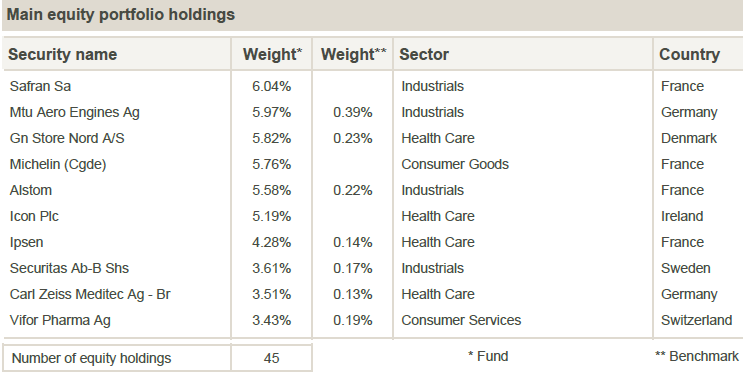 Main equity portfolio holdings
Security name Weight* Weight** Sector Country
Safran Sa 6.04% Industrials France
Mtu Aero Engines Ag 5.97% 0.39% Industrials Germany
Gn Store Nord A/S 5.82% 0.23% Health Care Denmark
Michelin (Cgde) 5.76% Consumer Goods France
Alstom 5.58% 0.22% Industrials France
Icon Plc 5.19% Health Care Ireland
Ipsen 4.28% 0.14% Health Care France
Securitas Ab-B Shs 3.61% 0.17% Industrials Sweden
Carl Zeiss Meditec Ag - Br 3.51% 0.13% Health Care Germany
Vifor Pharma Ag 3.43% 0.19% Consumer Services Switzerland
Number of equity holdings 45 * Fund ** Benchmark